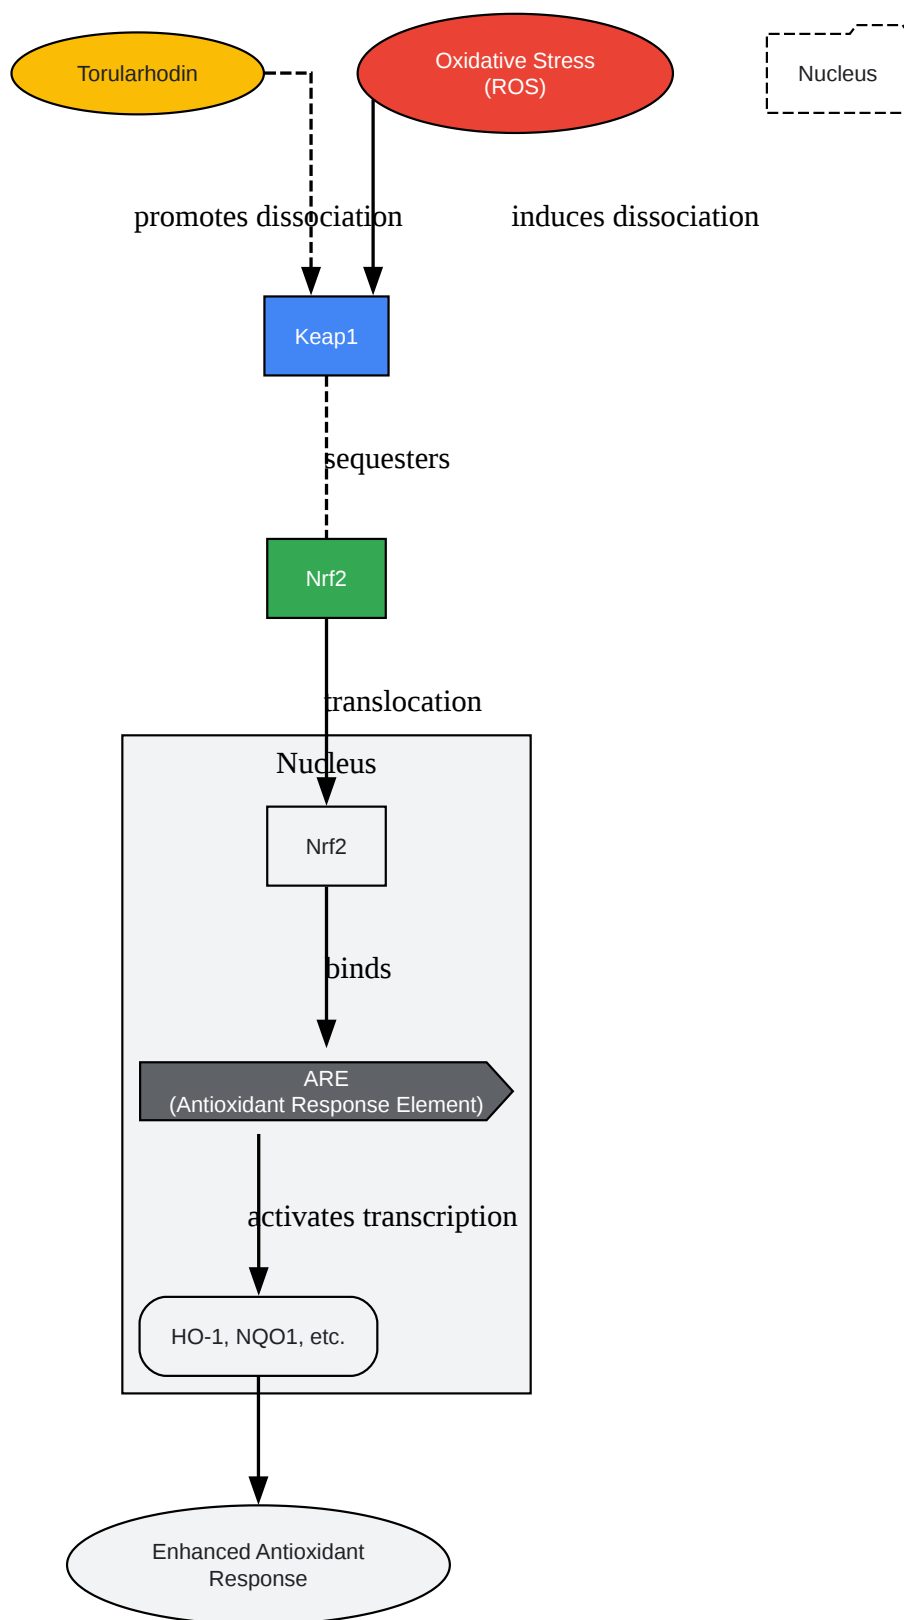 Torularhodin
Oxidative Stress
(ROS)
Nucleus
promotes dissociation
induces dissociation
Keap1
sequesters
Nrf2
translocation
Nucleus
Nrf2
binds
ARE
(Antioxidant Response Element)
activates transcription
HO-1, NQO1, etc.
Enhanced Antioxidant
Response